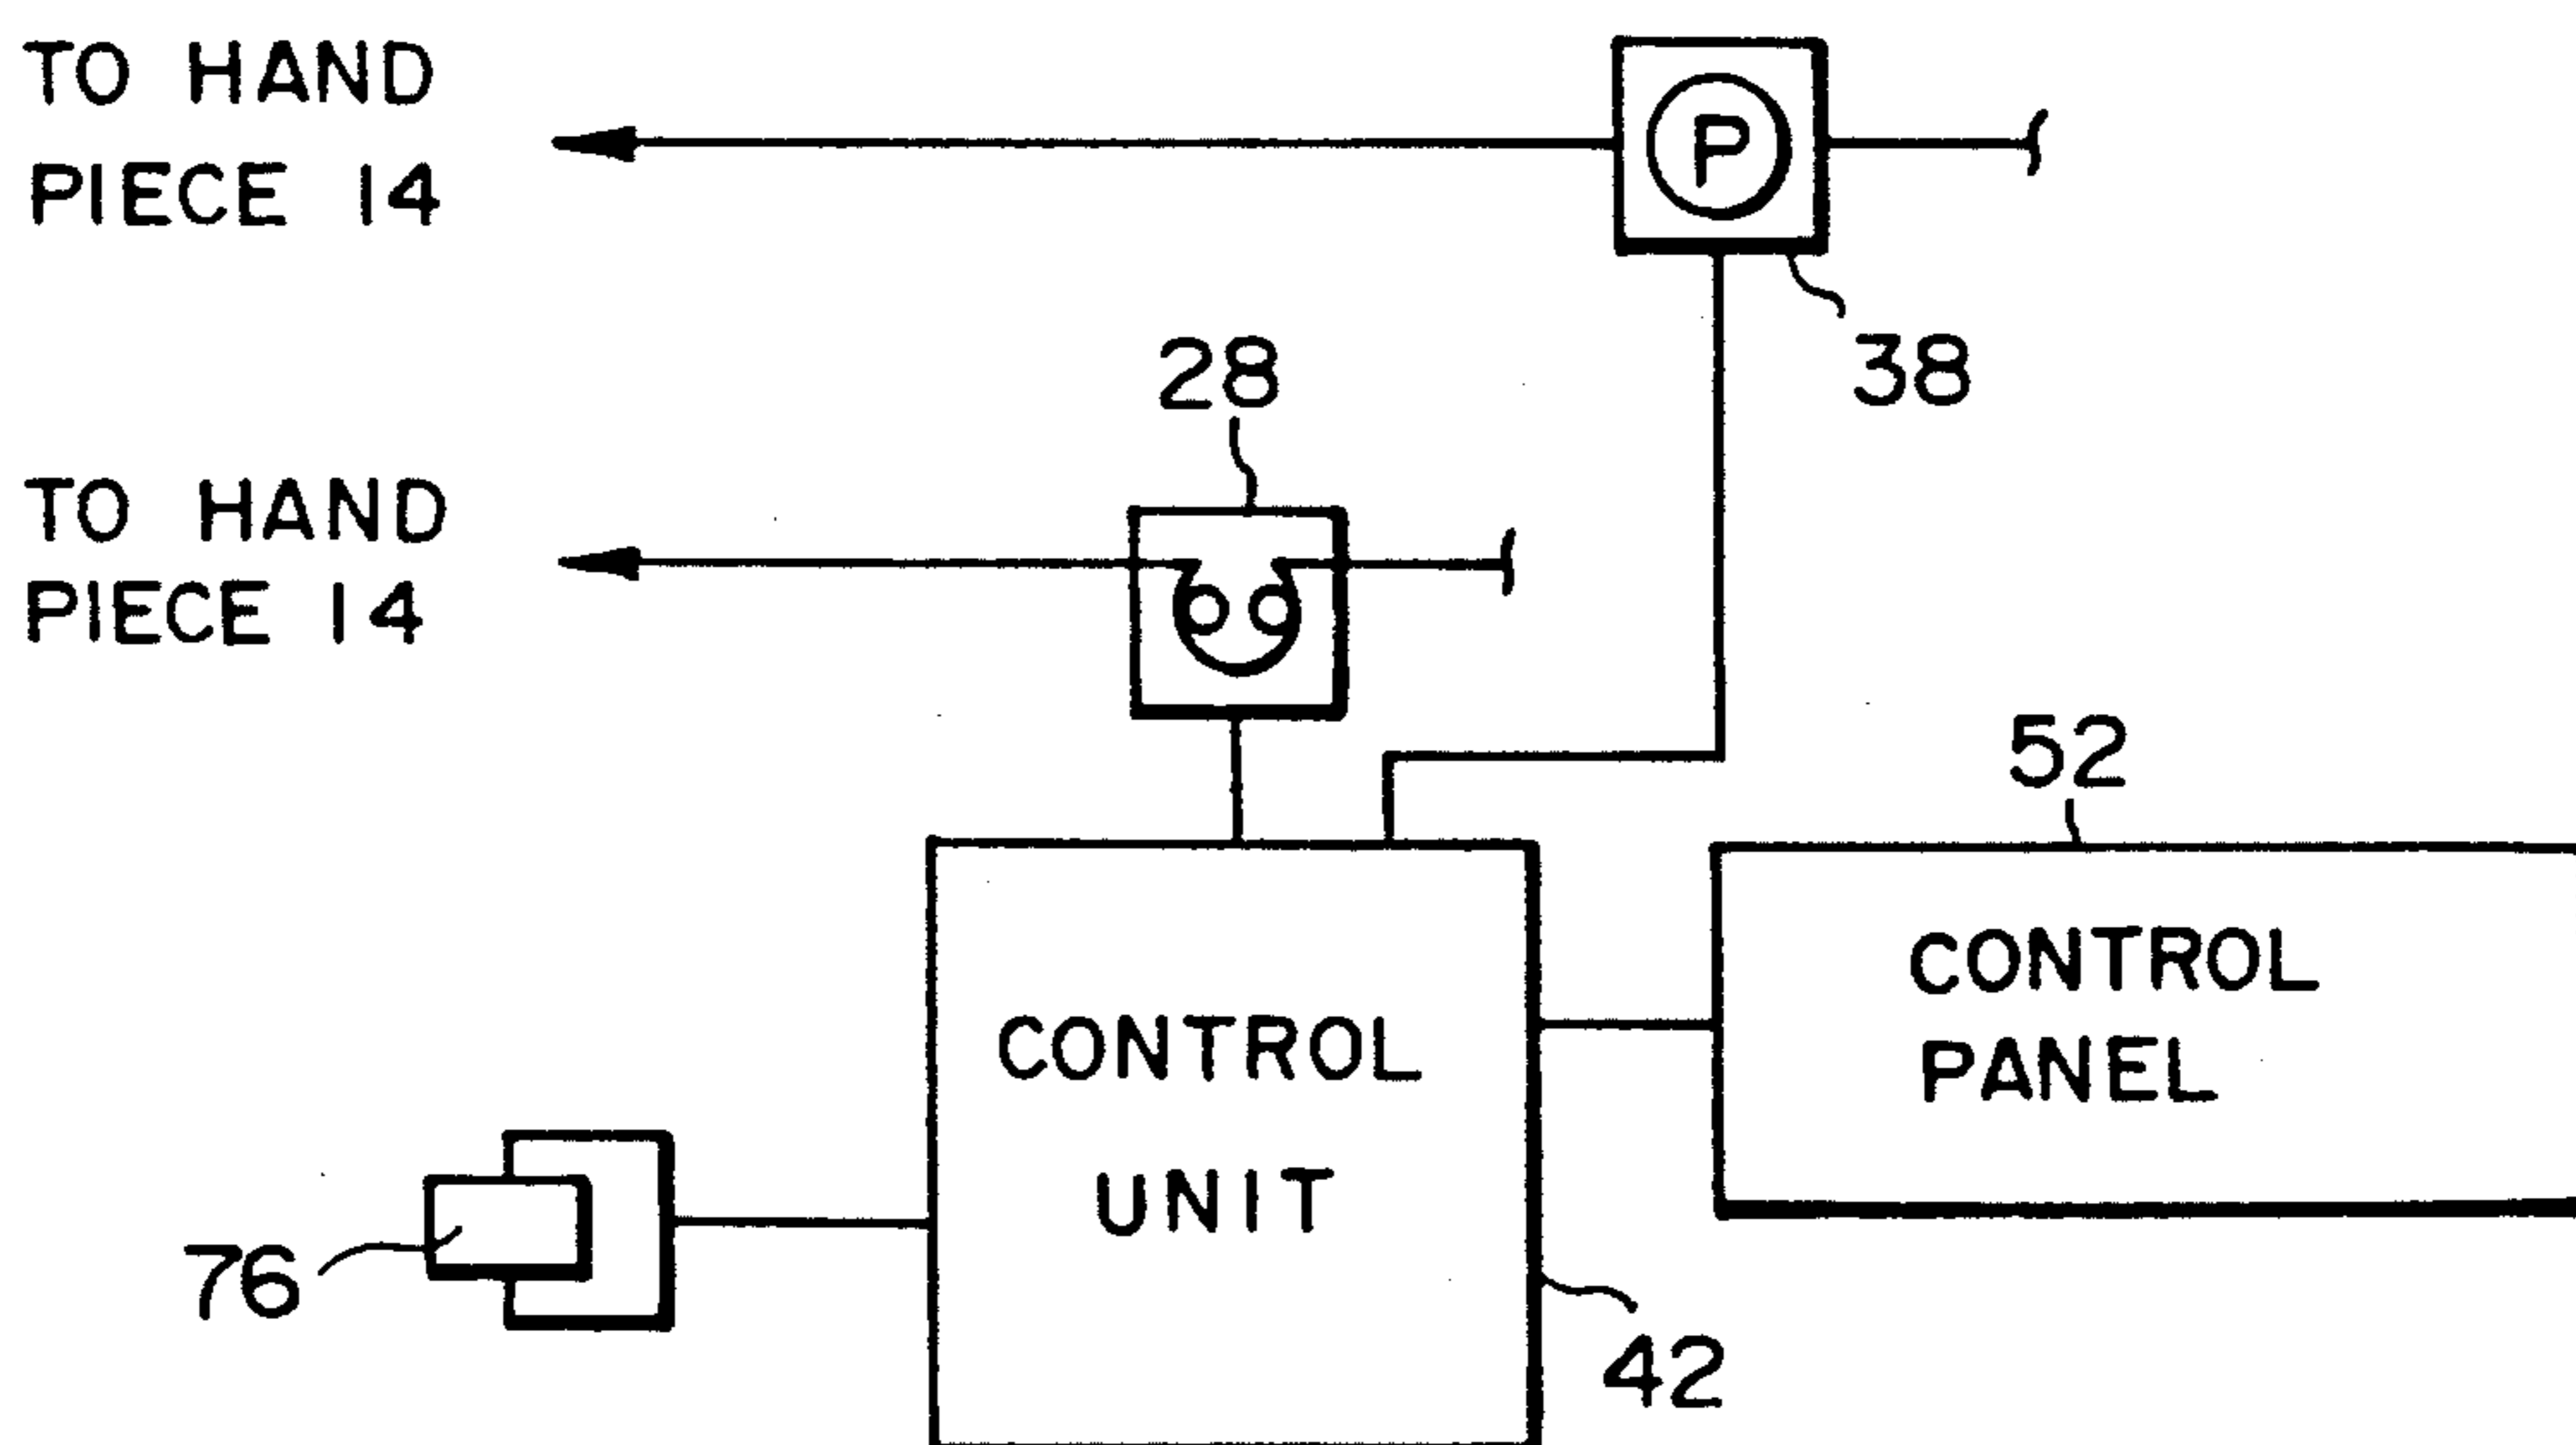 TO HAND
PIECE 14
P
38
28
TO HAND
PIECE 14
52
CONTROL
PANEL
CONTROL
UNIT
76
42